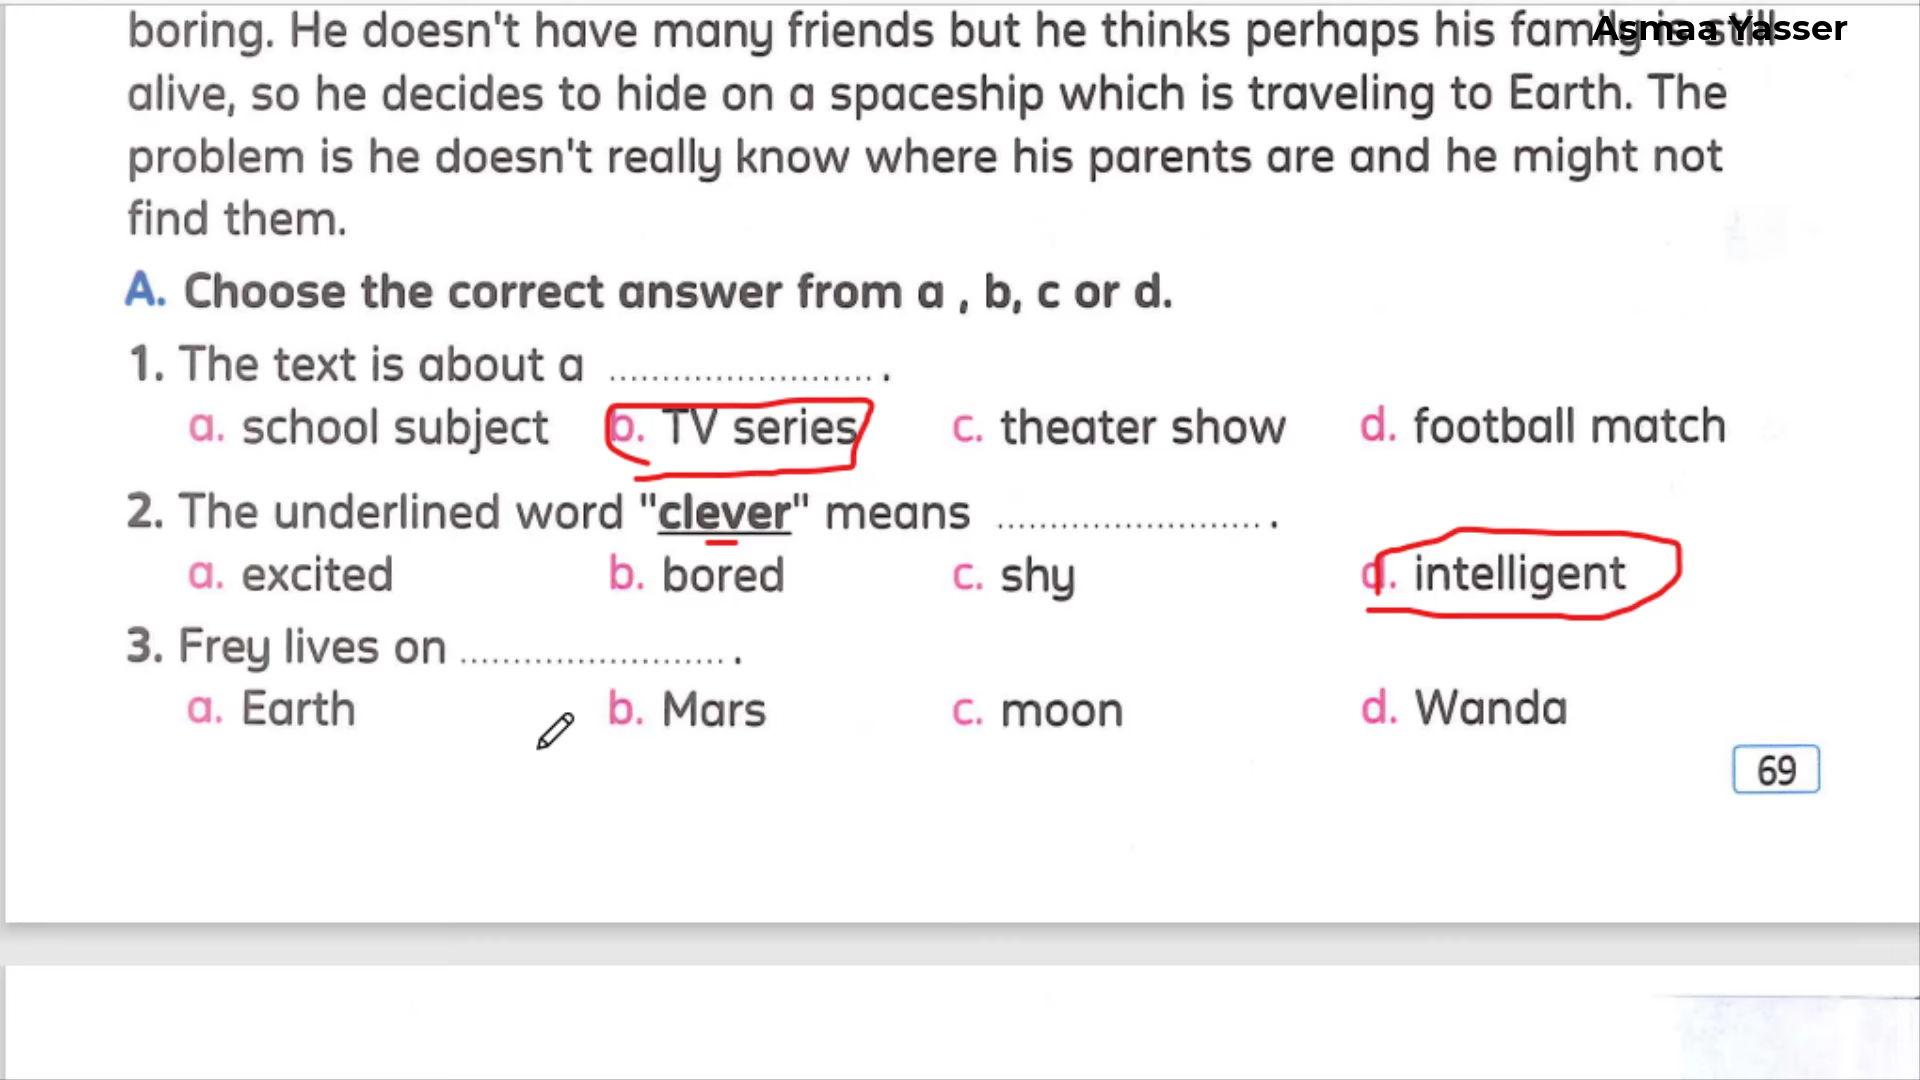 boring. He doesn't have many friends but he thinks perhaps his family is still
Asmaa Yasser
alive, so he decides to hide on a spaceship which is traveling to Earth. The
problem is he doesn't really know where his parents are and he might not
find them.
A. Choose the correct answer from a , b, c or d.
1. The text is about a ......................... .
a. school subject b. TV series c. theater show d. football match
2. The underlined word "clever" means ......................... .
a. excited b. bored c. shy d. intelligent
3. Frey lives on ......................... .
a. Earth b. Mars c. moon d. Wanda
69